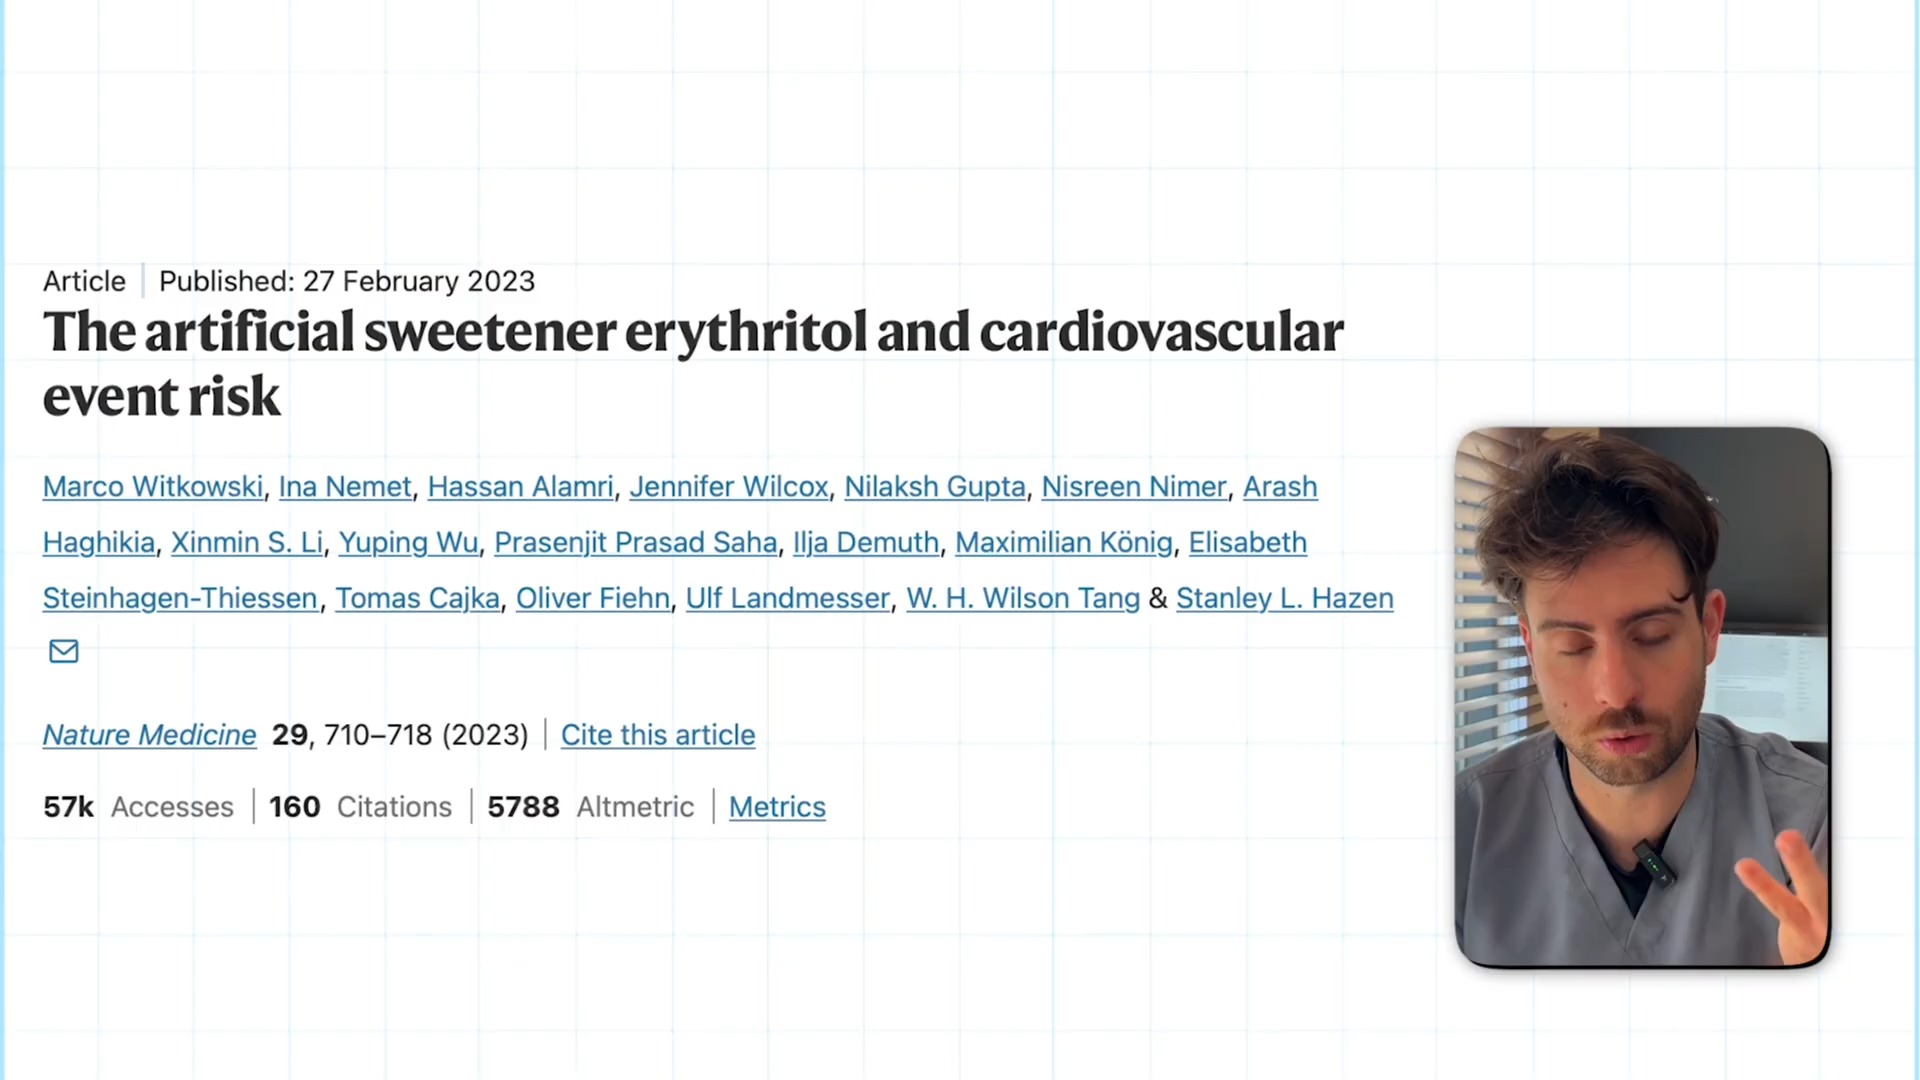 Article | Published: 27 February 2023
The artificial sweetener erythritol and cardiovascular
event risk
Marco Witkowski, Ina Nemet, Hassan Alamri, Jennifer Wilcox, Nilaksh Gupta, Nisreen Nimer, Arash
Haghikia, Xinmin S. Li, Yuping Wu, Prasenjit Prasad Saha, Ilja Demuth, Maximilian König, Elisabeth
Steinhagen-Thiessen, Tomas Cajka, Oliver Fiehn, Ulf Landmesser, W. H. Wilson Tang & Stanley L. Hazen
Nature Medicine 29, 710–718 (2023) | Cite this article
57k Accesses | 160 Citations | 5788 Altmetric | Metrics